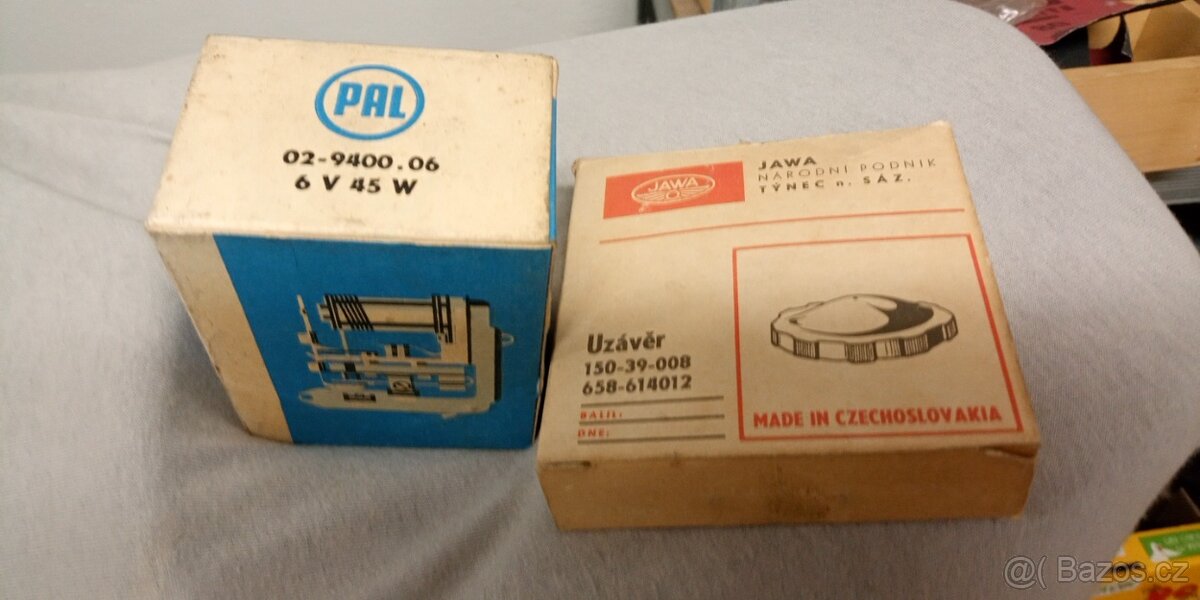 PAL
02-9400.06
6 V 45 W
JAWA
JAWA
NÁRODNÍ PODNIK
TÝNEC n. SÁZ.
Uzávěr
150-39-008
658-614012
BALIL:
DNE:
MADE IN CZECHOSLOVAKIA
@( Bazos.cz